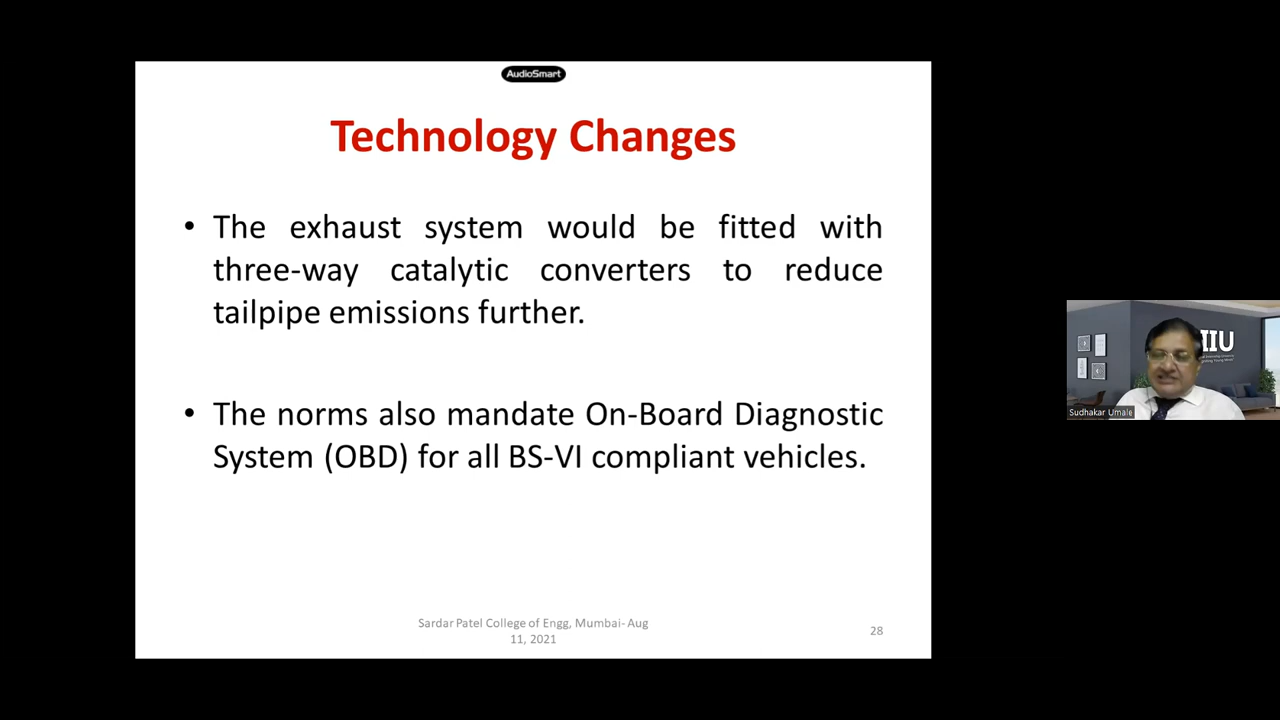 AudioSmart
Technology Changes
• The exhaust system would be fitted with
three-way catalytic converters to reduce
tailpipe emissions further.
• The norms also mandate On-Board Diagnostic
System (OBD) for all BS-VI compliant vehicles.
Sardar Patel College of Engg, Mumbai- Aug
11, 2021
28
IIU
Sudhakar Umale